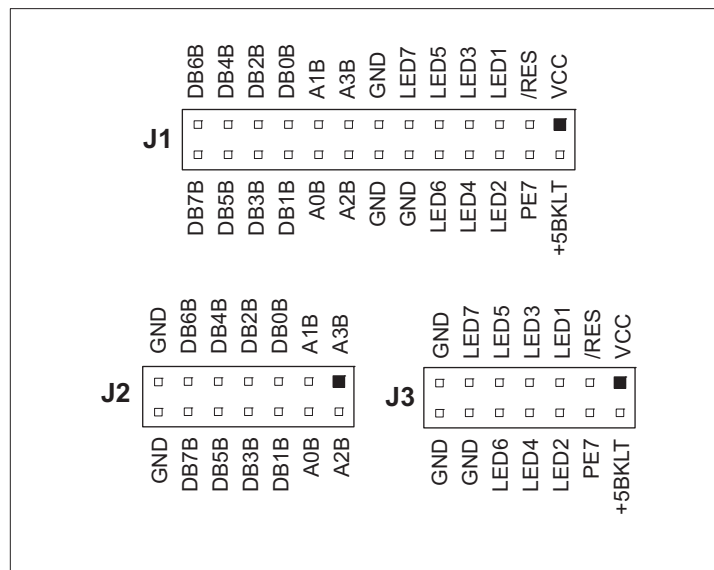 DB6B DB4B DB2B DB0B A1B A3B GND LED7 LED5 LED3 LED1 /RES VCC
J1
DB7B DB5B DB3B DB1B A0B A2B GND GND LED6 LED4 LED2 PE7 +5BKLT
GND DB6B DB4B DB2B DB0B A1B A3B
J2
GND DB7B DB5B DB3B DB1B A0B A2B
GND LED7 LED5 LED3 LED1 /RES VCC
J3
GND GND LED6 LED4 LED2 PE7 +5BKLT